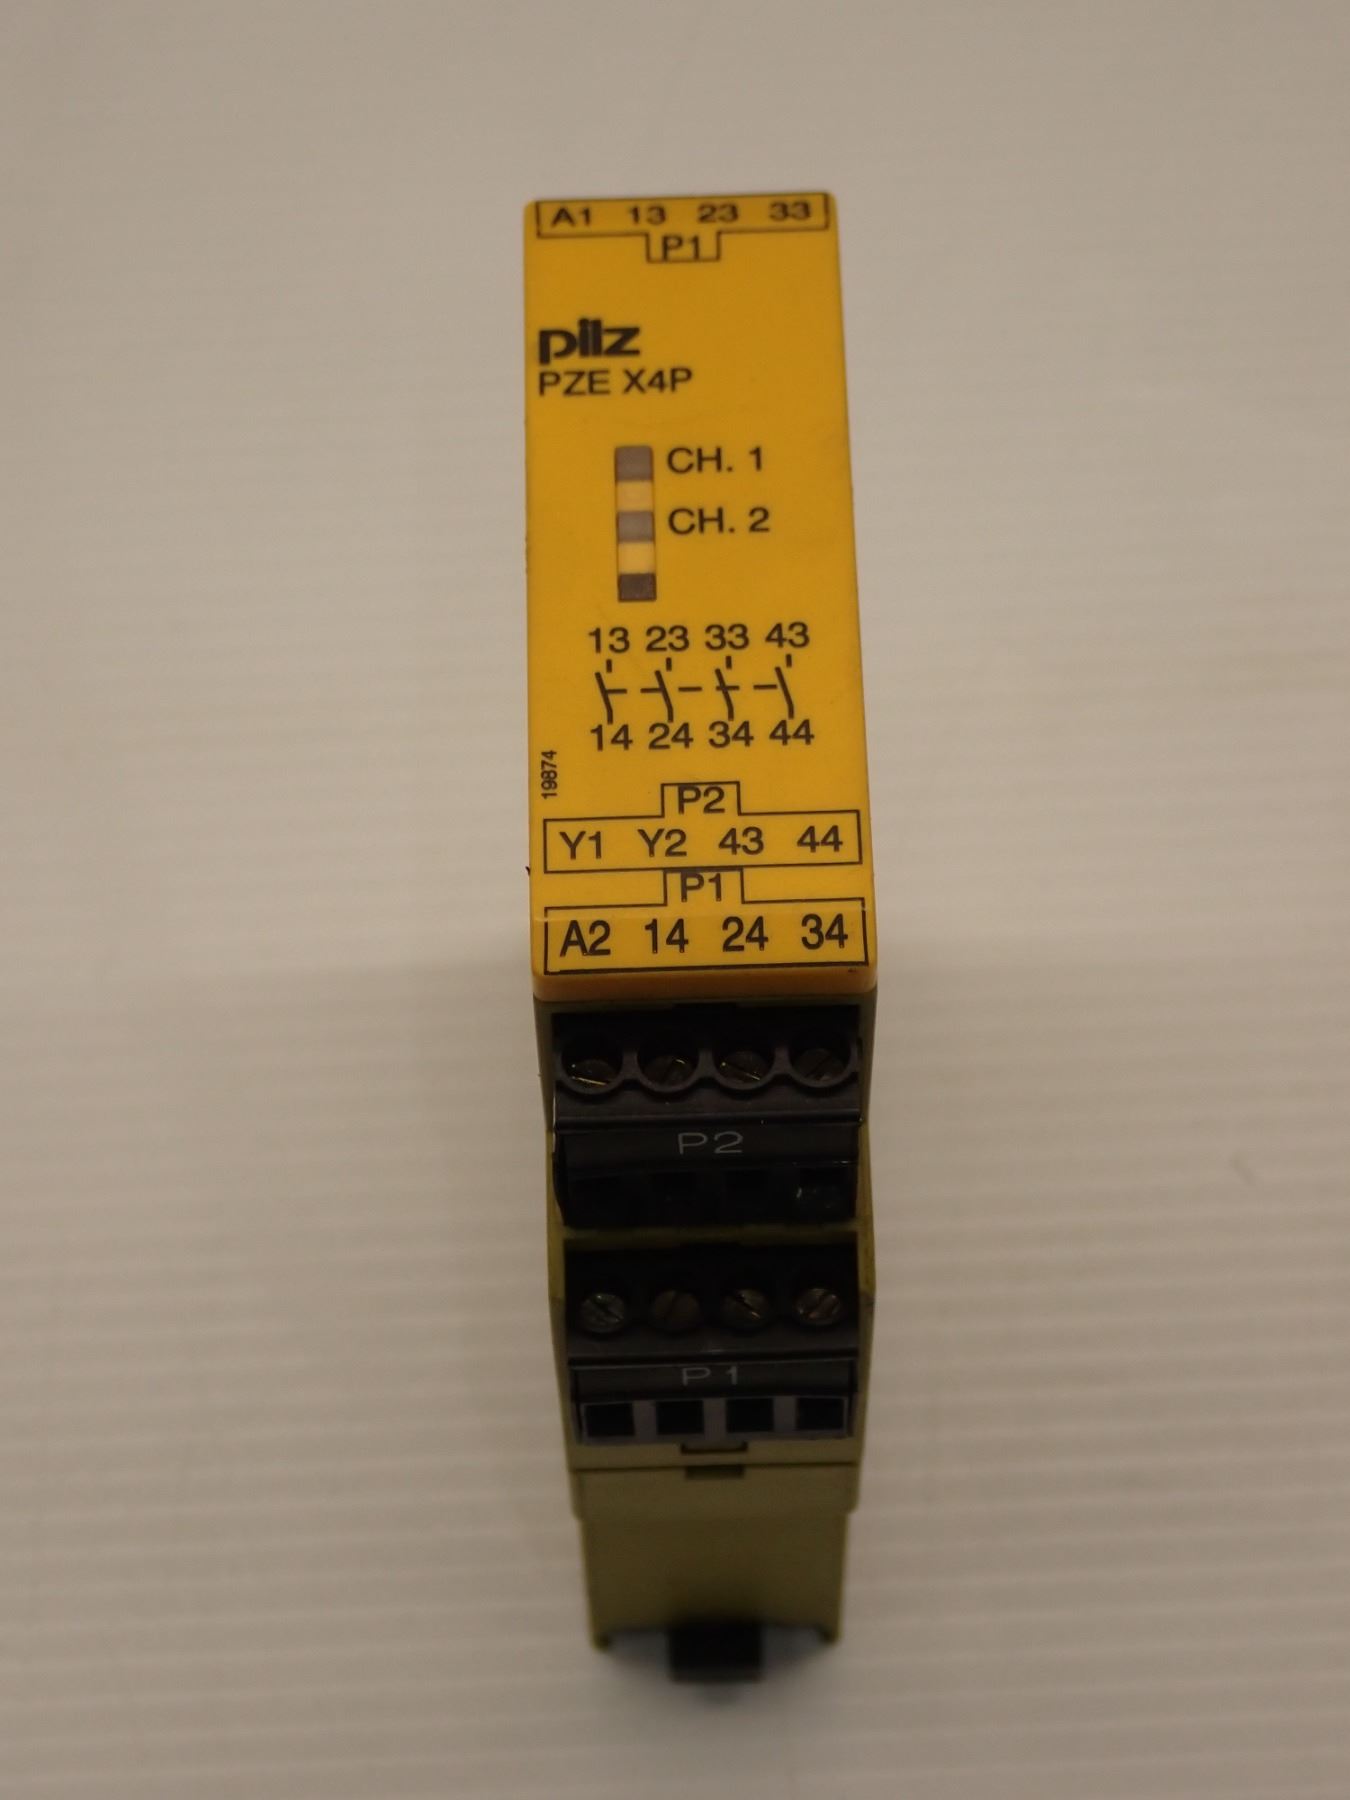 A1 13 23 33
P1
pilz
PZE X4P
CH. 1
CH. 2
13 23 33 43
14 24 34 44
19874
P2
Y1 Y2 43 44
P1
A2 14 24 34
P2
P1